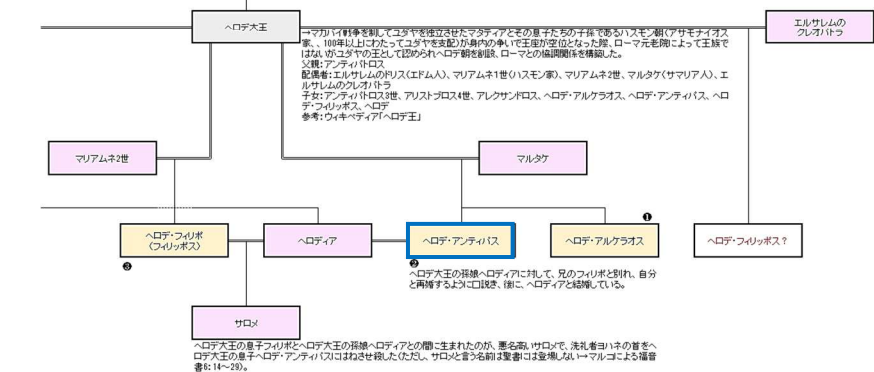 ヘロデ大王
エルサレムの
クレオパトラ
→マカバイ戦争を制してユダヤを独立させたマタティアとその息子たちの子孫であるハスモン朝(アサモナイオス
家、、100年以上にわたってユダヤを支配)が身内の争いで王座が空位となった際、ローマ元老院によって王族で
はないがユダヤの王として認められヘロデ朝を創設、ローマとの協調関係を構築した。
父親：アンティパトロス
配偶者：エルサレムのドリス(エドム人)、マリアムネ1世(ハスモン家)、マリアムネ2世、マルタケ(サマリア人)、エ
ルサレムのクレオパトラ
子女：アンティパトロス3世、アリストブロス4世、アレクサンドロス、ヘロデ・アルケラオス、ヘロデ・アンティパス、ヘロ
デ・フィリッポス、ヘロデ
参考：ウィキペディア「ヘロデ王」
マリアムネ2世
マルタケ
❶
ヘロデ・フィリポ
(フィリッポス)
ヘロディア
ヘロデ・アンティパス
ヘロデ・アルケラオス
ヘロデ・フィリッポス？
❸
❷
ヘロデ大王の孫娘ヘロディアに対して、兄のフィリポと別れ、自分
と再婚するように口説き、後に、ヘロディアと結婚している。
サロメ
ヘロデ大王の息子フィリポとヘロデ大王の孫娘ヘロディアとの間に生まれたのが、悪名高いサロメで、洗礼者ヨハネの首をヘ
ロデ大王の息子ヘロデ・アンティパスにはねさせ殺した(ただし、サロメと言う名前は聖書には登場しない→マルコによる福音
書6：14～29)。